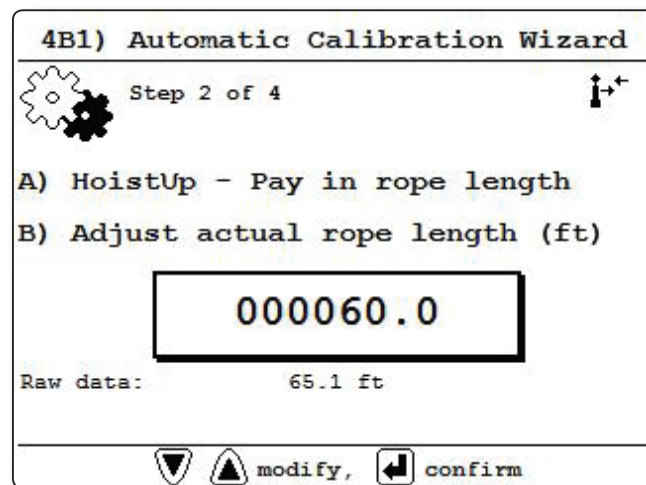 4B1) Automatic Calibration Wizard
Step 2 of 4
A) HoistUp - Pay in rope length
B) Adjust actual rope length (ft)
000060.0
Raw data: 65.1 ft
modify, confirm